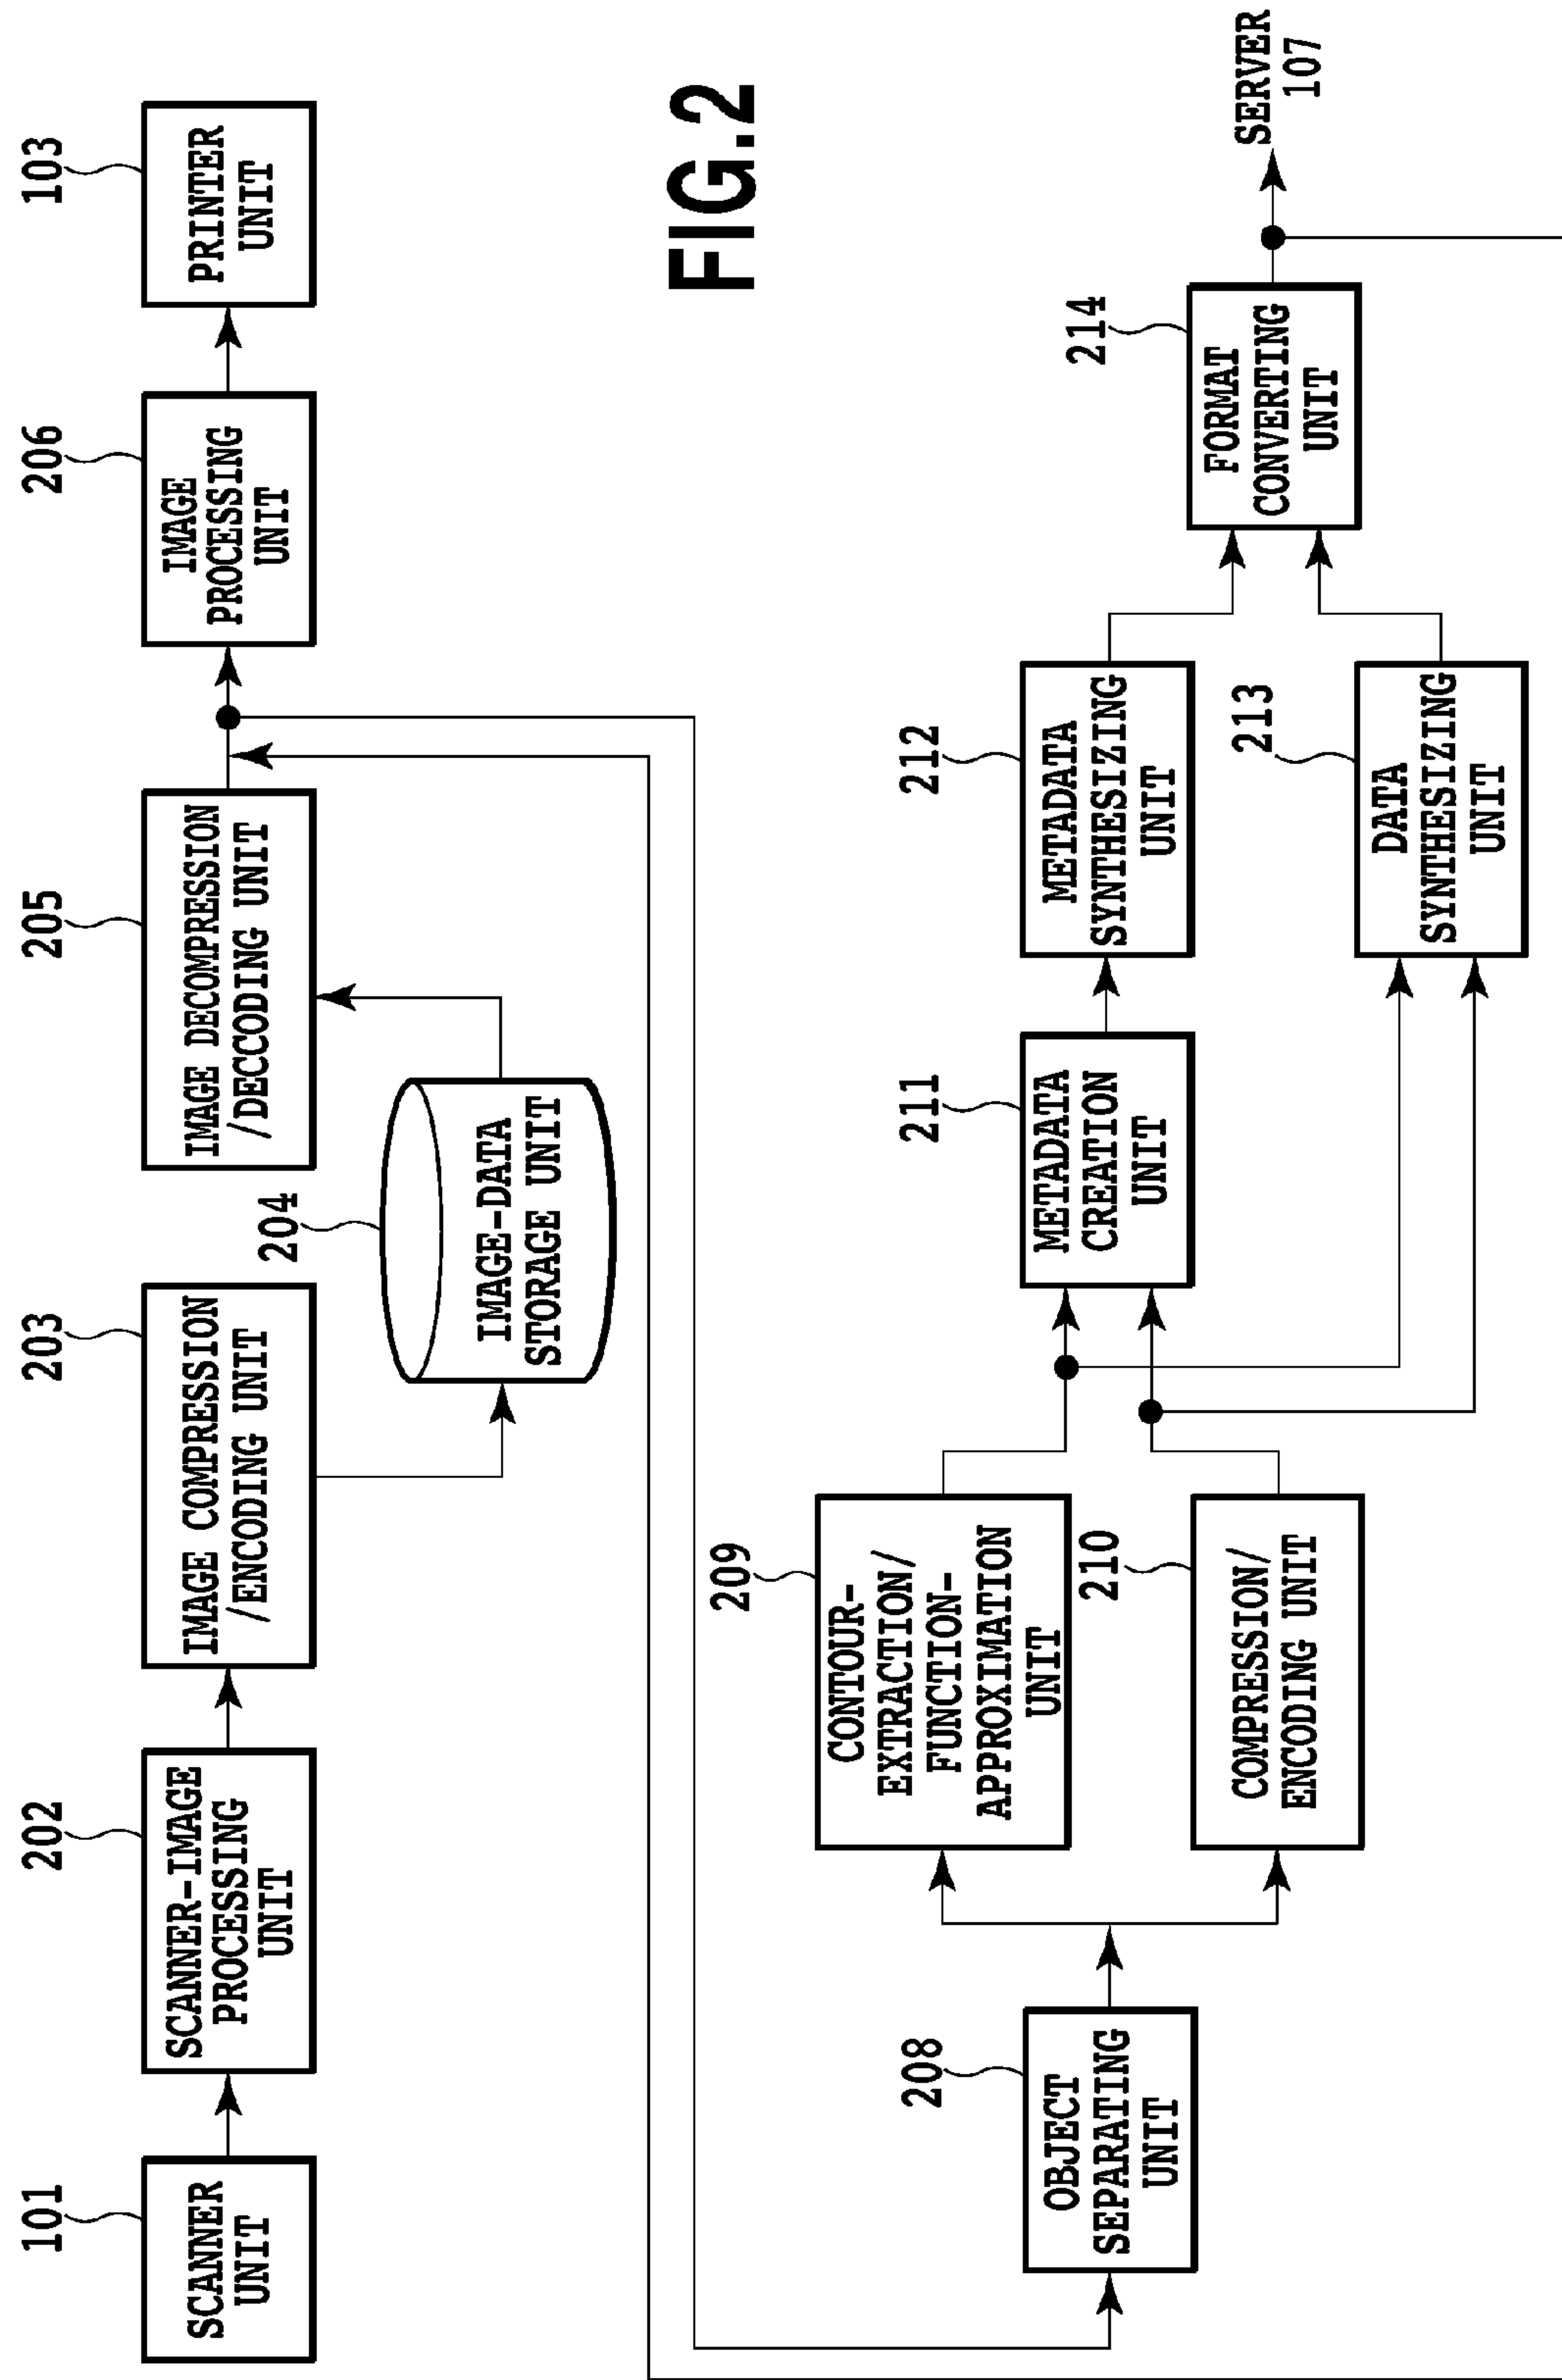 101
SCANNER
UNIT
202
SCANNER-IMAGE
PROCESSING
UNIT
203
IMAGE COMPRESSION
/ENCODING UNIT
204
IMAGE-DATA
STORAGE UNIT
205
IMAGE DECOMPRESSION
/DECCODING UNIT
206
IMAGE
PROCESSING
UNIT
103
PRINTER
UNIT
FIG.2
208
OBJECT
SEPARATING
UNIT
209
CONTOUR-
EXTRACTION/
FUNCTION-
APPROXIMATION
UNIT
210
COMPRESSION/
ENCODING UNIT
211
METADATA
CREATION
UNIT
212
METADATA
SYNTHESIZING
UNIT
213
DATA
SYNTHESIZING
UNIT
214
FORMAT
CONVERTING
UNIT
SERVER
107